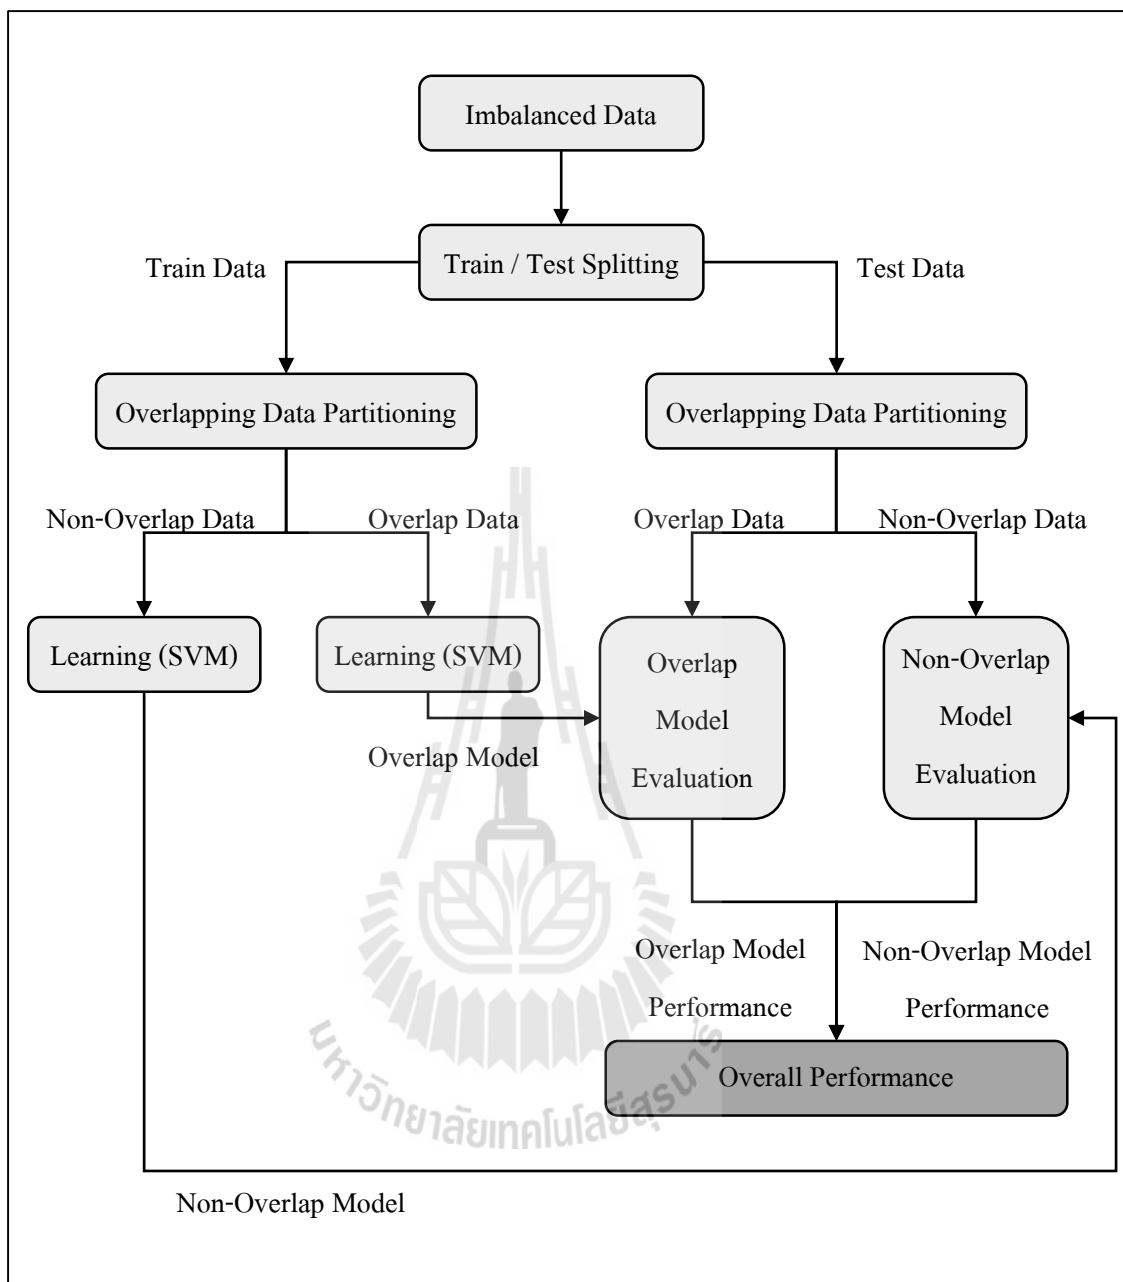 Imbalanced Data
Train Data
Train / Test Splitting
Test Data
Overlapping Data Partitioning
Overlapping Data Partitioning
Non-Overlap Data
Overlap Data
Overlap Data
Non-Overlap Data
Learning (SVM)
Learning (SVM)
Overlap
Model
Evaluation
Non-Overlap
Model
Evaluation
Overlap Model
Overlap Model
Performance
Non-Overlap Model
Performance
Overall Performance
มหาวิทยาลัยเทคโนโลยีสุรนารี
Non-Overlap Model